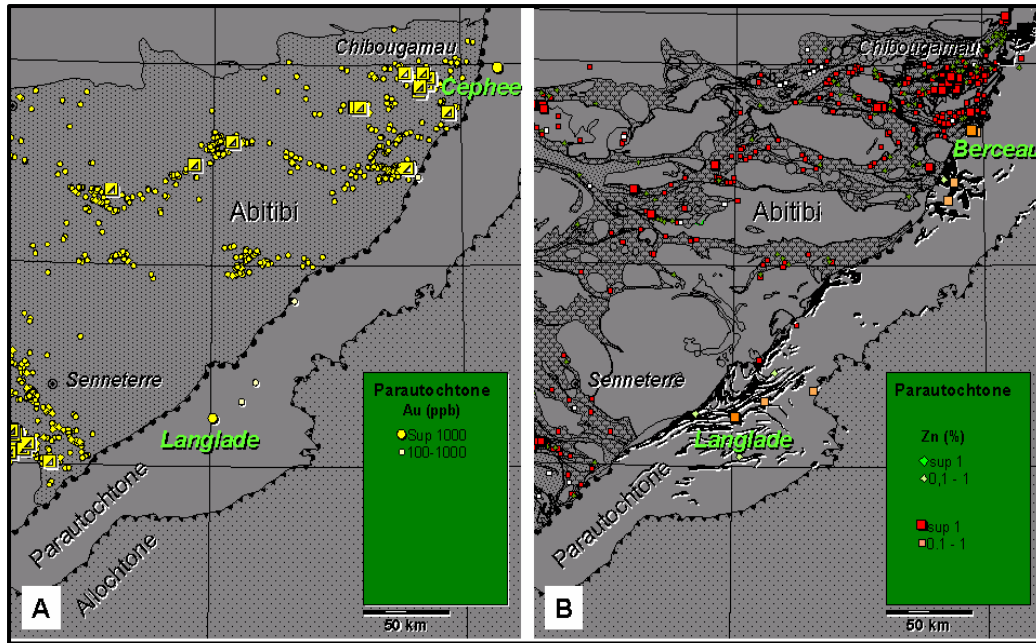 Chibougamau
Cephee
Abitibi
Senneterre
Langlade
Parautochtone
Allochtone
Parautochtone
Au (ppb)
Sup 1000
100-1000
A
50 km
Chibougamau
Berceau
Abitibi
Senneterre
Langlade
Parautochtone
Parautochtone
Zn (%)
sup 1
0,1 - 1
sup 1
0.1 - 1
B
50 km